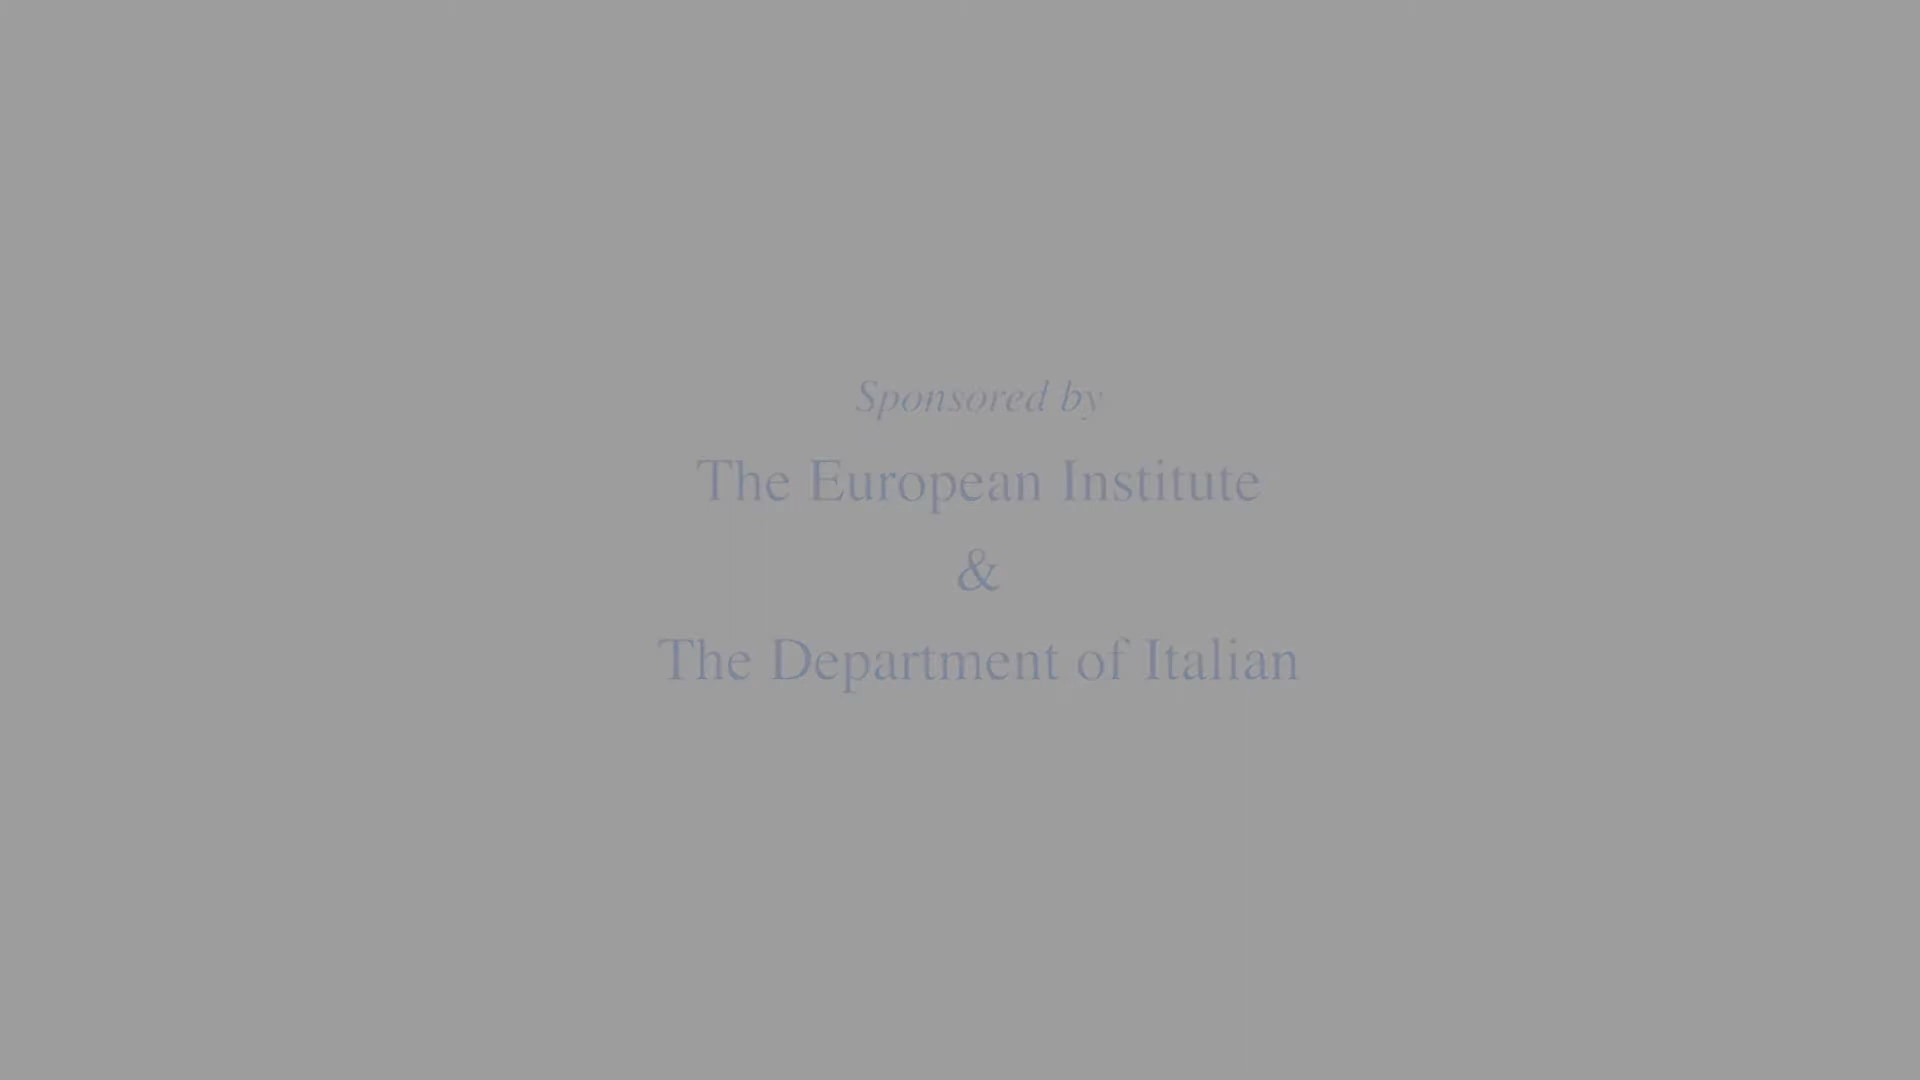 Sponsored by
The European Institute
&
The Department of Italian